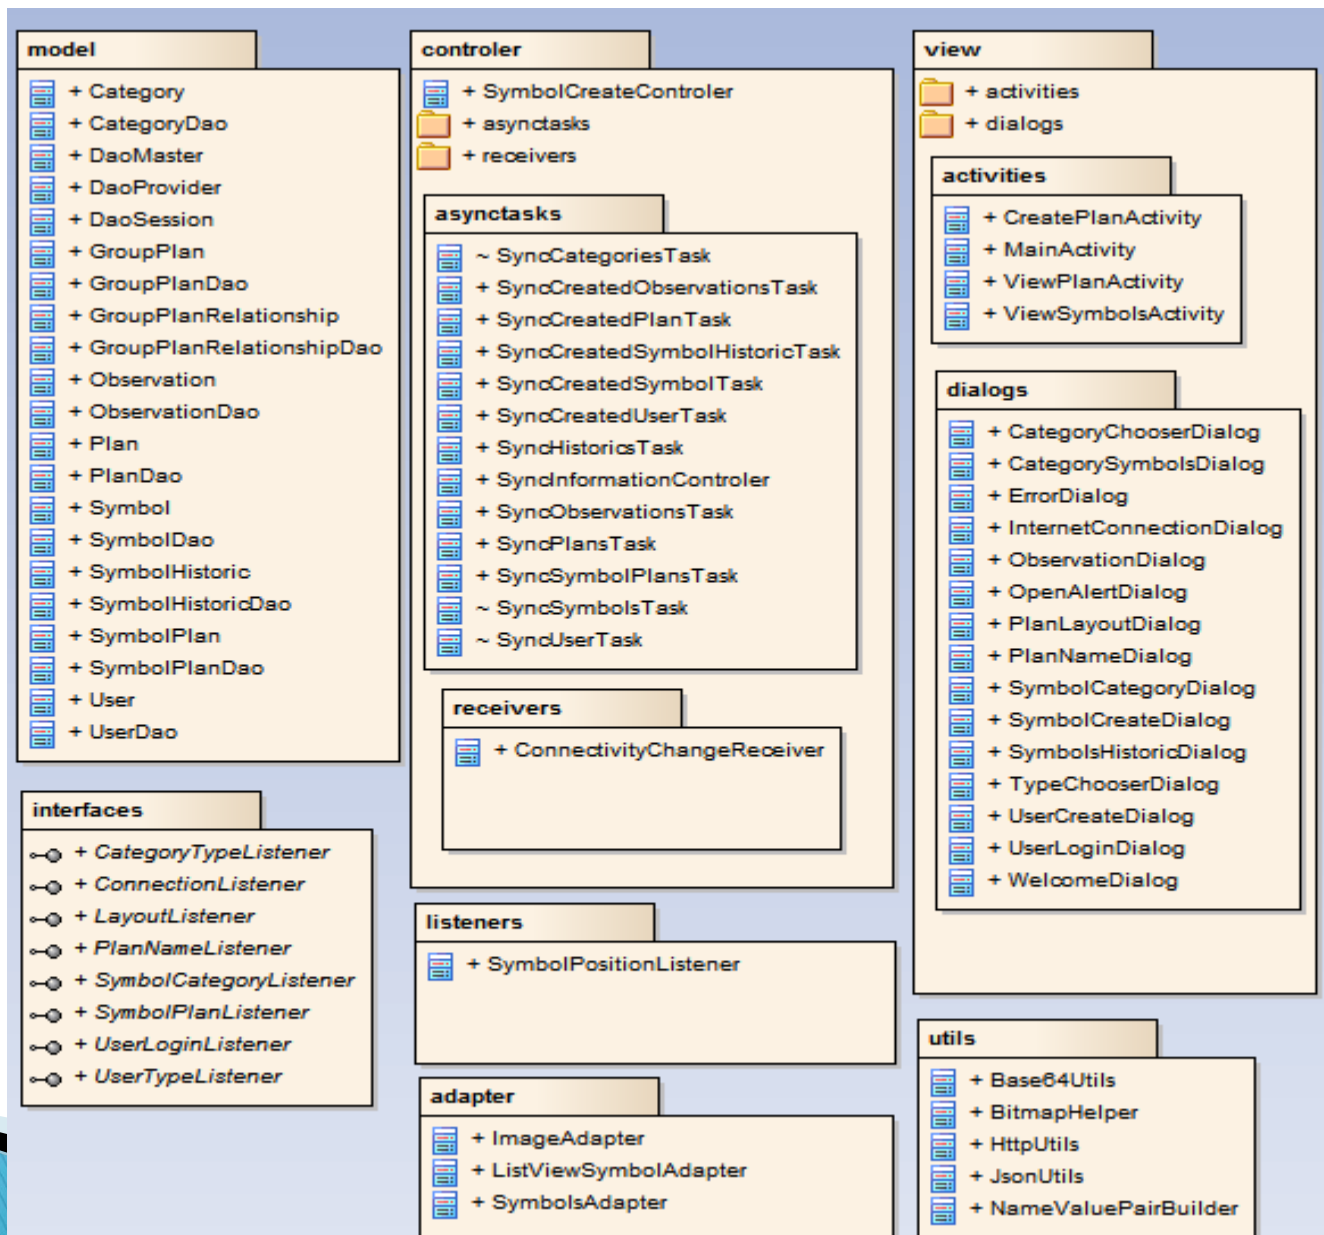 model
+ Category
+ CategoryDao
+ DaoMaster
+ DaoProvider
+ DaoSession
+ GroupPlan
+ GroupPlanDao
+ GroupPlanRelationship
+ GroupPlanRelationshipDao
+ Observation
+ ObservationDao
+ Plan
+ PlanDao
+ Symbol
+ SymbolDao
+ SymbolHistoric
+ SymbolHistoricDao
+ SymbolPlan
+ SymbolPlanDao
+ User
+ UserDao
interfaces
+ CategoryTypeListener
+ ConnectionListener
+ LayoutListener
+ PlanNameListener
+ SymbolCategoryListener
+ SymbolPlanListener
+ UserLoginListener
+ UserTypeListener
controler
+ SymbolCreateControler
+ asynctasks
+ receivers
asynctasks
~ SyncCategoriesTask
+ SyncCreatedObservationsTask
+ SyncCreatedPlanTask
+ SyncCreatedSymbolHistoricTask
+ SyncCreatedSymbolTask
+ SyncCreatedUserTask
+ SyncHistoricsTask
+ SyncInformationControler
+ SyncObservationsTask
+ SyncPlansTask
+ SyncSymbolPlansTask
~ SyncSymbolsTask
~ SyncUserTask
receivers
+ ConnectivityChangeReceiver
listeners
+ SymbolPositionListener
adapter
+ ImageAdapter
+ ListViewSymbolAdapter
+ SymbolsAdapter
view
+ activities
+ dialogs
activities
+ CreatePlanActivity
+ MainActivity
+ ViewPlanActivity
+ ViewSymbolsActivity
dialogs
+ CategoryChooserDialog
+ CategorySymbolsDialog
+ ErrorDialog
+ InternetConnectionDialog
+ ObservationDialog
+ OpenAlertDialog
+ PlanLayoutDialog
+ PlanNameDialog
+ SymbolCategoryDialog
+ SymbolCreateDialog
+ SymbolsHistoricDialog
+ TypeChooserDialog
+ UserCreateDialog
+ UserLoginDialog
+ WelcomeDialog
utils
+ Base64Utils
+ BitmapHelper
+ HttpUtils
+ JsonUtils
+ NameValuePairBuilder